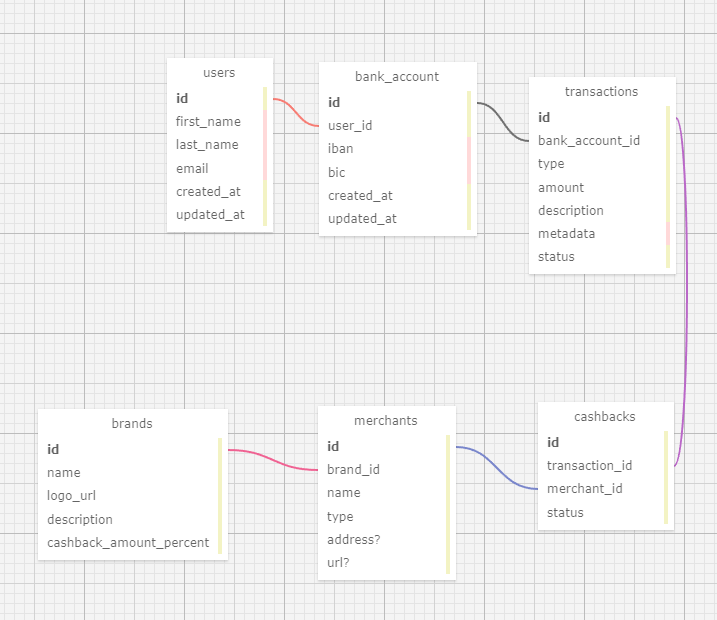 users
id
first_name
last_name
email
created_at
updated_at
bank_account
id
user_id
iban
bic
created_at
updated_at
transactions
id
bank_account_id
type
amount
description
metadata
status
brands
id
name
logo_url
description
cashback_amount_percent
merchants
id
brand_id
name
type
address?
url?
cashbacks
id
transaction_id
merchant_id
status